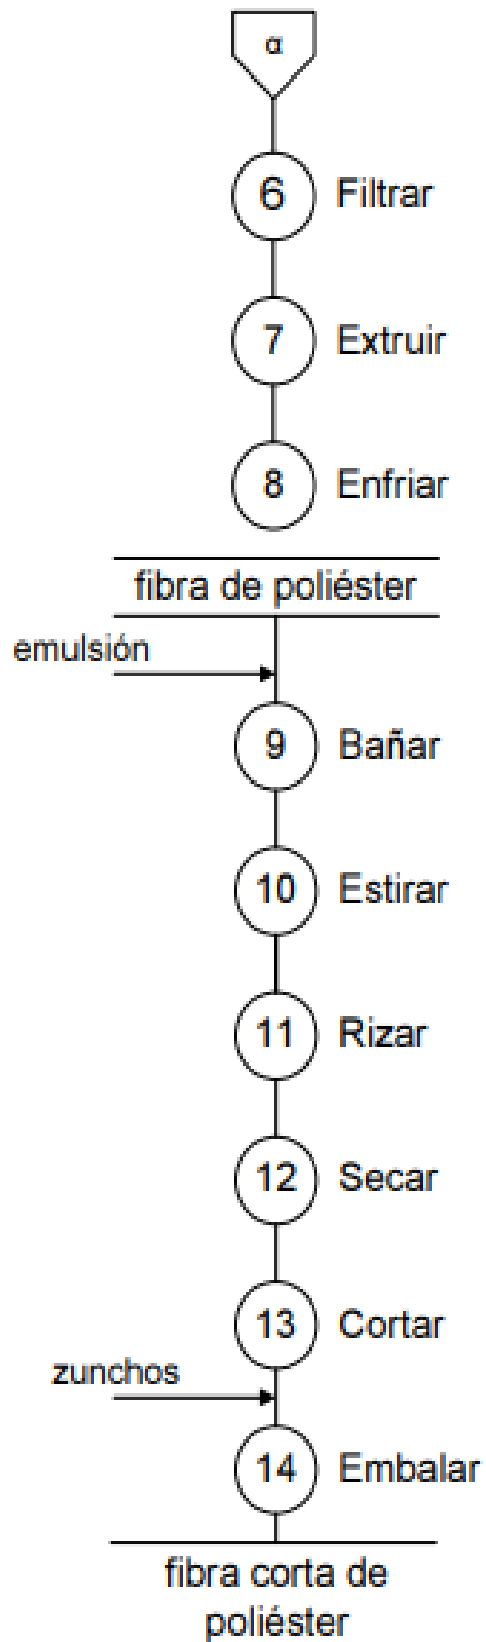 α
6 Filtrar
7 Extruir
8 Enfriar
fibra de poliéster
emulsión
9 Bañar
10 Estirar
11 Rizar
12 Secar
13 Cortar
zunchos
14 Embalar
fibra corta de
poliéster